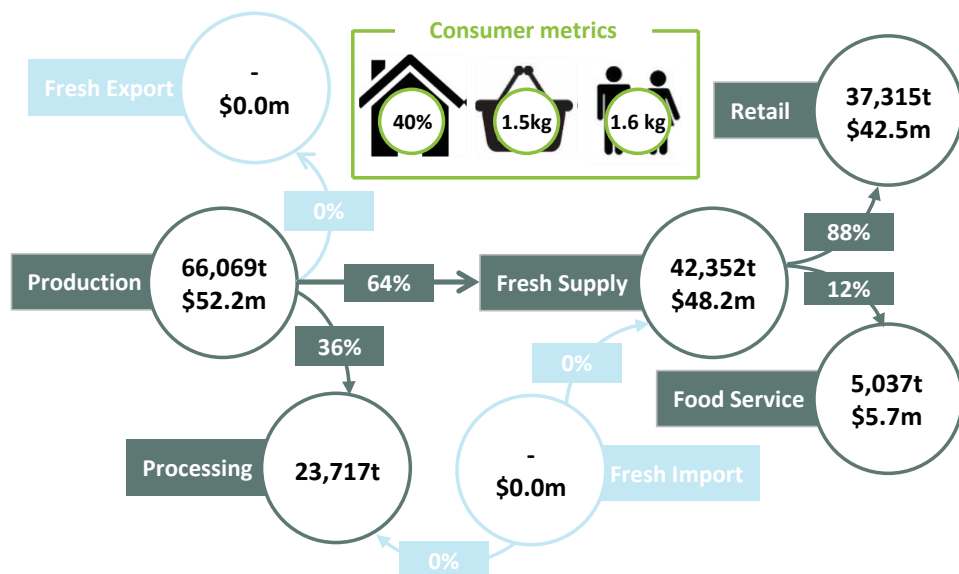 Consumer metrics
40%
1.5kg
1.6 kg
Fresh Export
-
$0.0m
Retail
37,315t
$42.5m
0%
88%
Production
66,069t
$52.2m
64%
Fresh Supply
42,352t
$48.2m
12%
36%
0%
Food Service
5,037t
$5.7m
Processing
23,717t
-
$0.0m
Fresh Import
0%